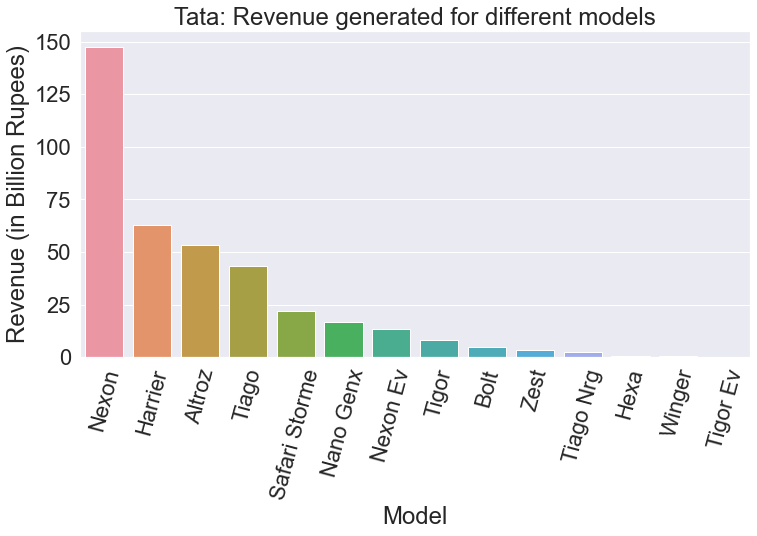 Tata: Revenue generated for different models
Revenue (in Billion Rupees)
150
125
100
75
50
25
0
Nexon
Harrier
Altroz
Tiago
Safari Storme
Nano Genx
Nexon Ev
Tigor
Bolt
Zest
Tiago Nrg
Hexa
Winger
Tigor Ev
Model